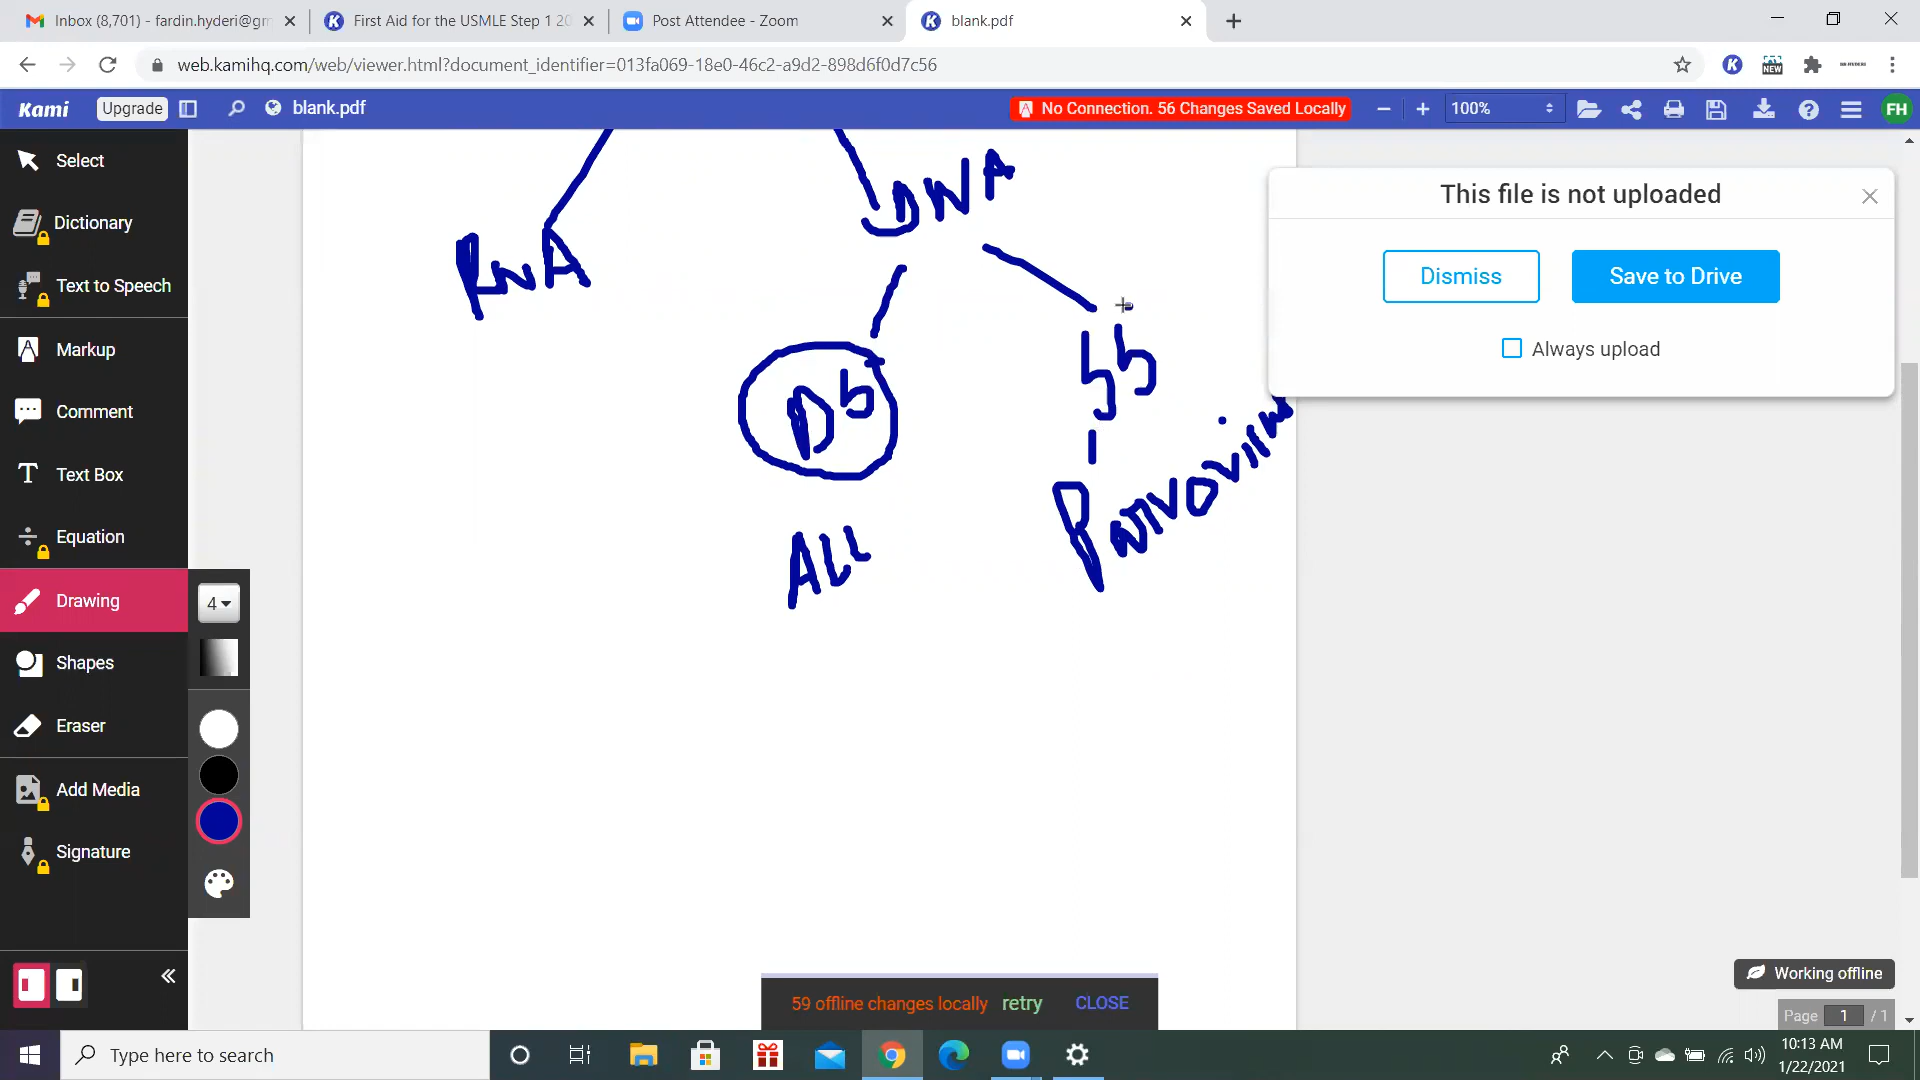 Inbox (8,701) - fardin.hyderi@gm
First Aid for the USMLE Step 1 20
Post Attendee - Zoom
blank.pdf
web.kamihq.com/web/viewer.html?document_identifier=013fa069-18e0-46c2-a9d2-898d6f0d7c56
NEW
Kami
Upgrade
blank.pdf
No Connection. 56 Changes Saved Locally
100%
FH
Select
Dictionary
Text to Speech
Markup
Comment
Text Box
Equation
Drawing
Shapes
Eraser
Add Media
Signature
4
DNA
RNA
DS
SS
Parvovirus
ALL
This file is not uploaded
Dismiss
Save to Drive
Always upload
59 offline changes locally retry CLOSE
Working offline
Page 1 / 1
Type here to search
10:13 AM
1/22/2021